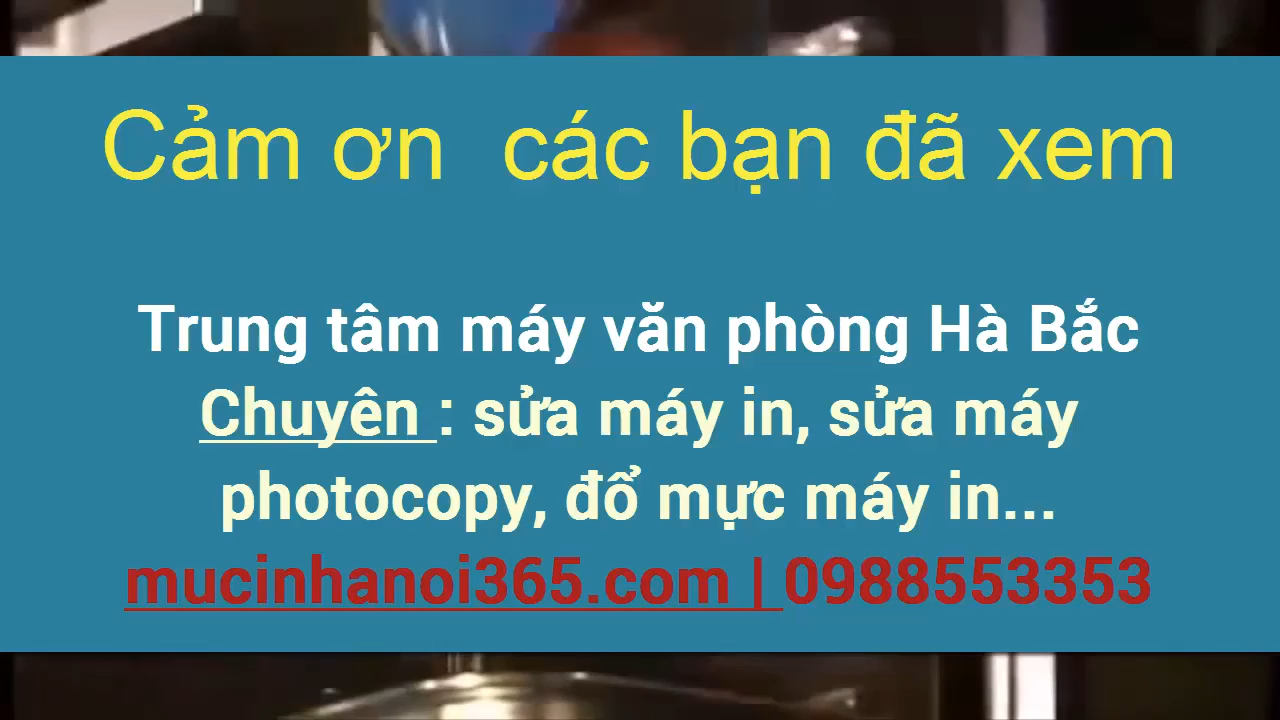 Cảm ơn các bạn đã xem
Trung tâm máy văn phòng Hà Bắc
Chuyên : sửa máy in, sửa máy
photocopy, đổ mực máy in...
mucinhanoi365.com | 0988553353